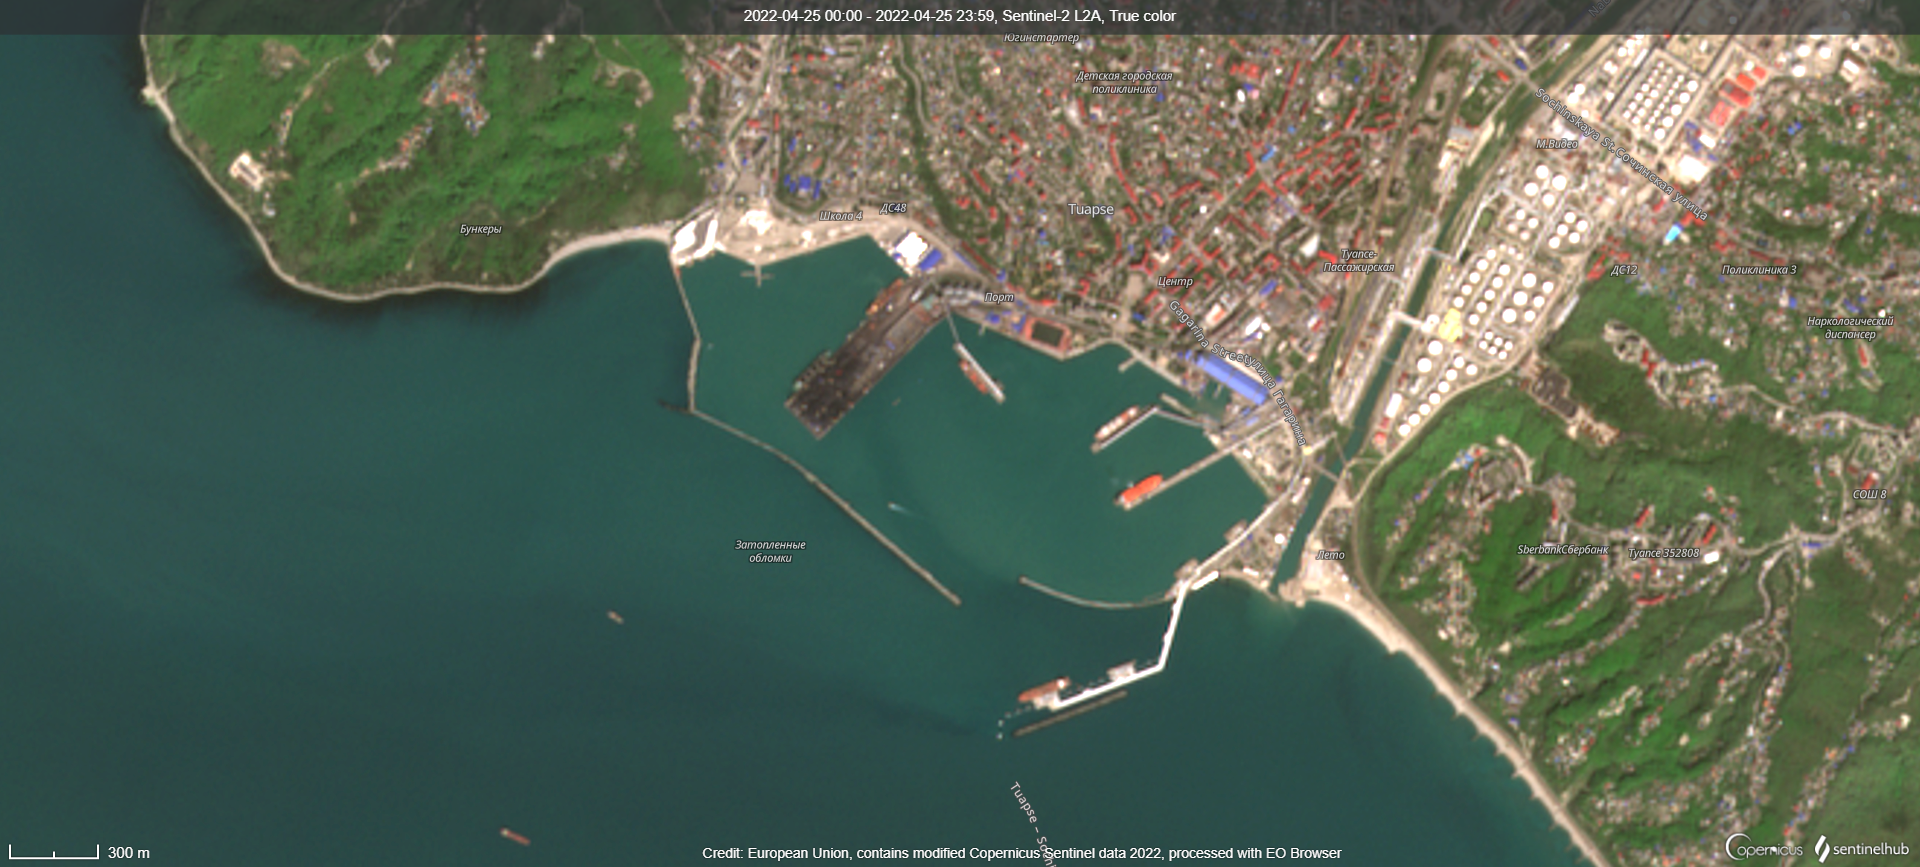 2022-04-25 00:00 - 2022-04-25 23:59, Sentinel-2 L2A, True color
Югинстартер
Детская городская
поликлиника
Sochinskaya St.Сочинская улица
М.Видео
Школа 4
ДС48
Tuapse
Бункеры
Туапсе-
Пассажирская
ДС12
Поликлиника 3
Центр
Порт
Gagarina Streetулица Гагарина
Наркологический
диспансер
СОШ 8
Затопленные
обломки
Лето
SberbankСбербанк
Туапсе 352808
Tuapse – Sochi
300 m
Credit: European Union, contains modified Copernicus Sentinel data 2022, processed with EO Browser
opernicus
sentinelhub